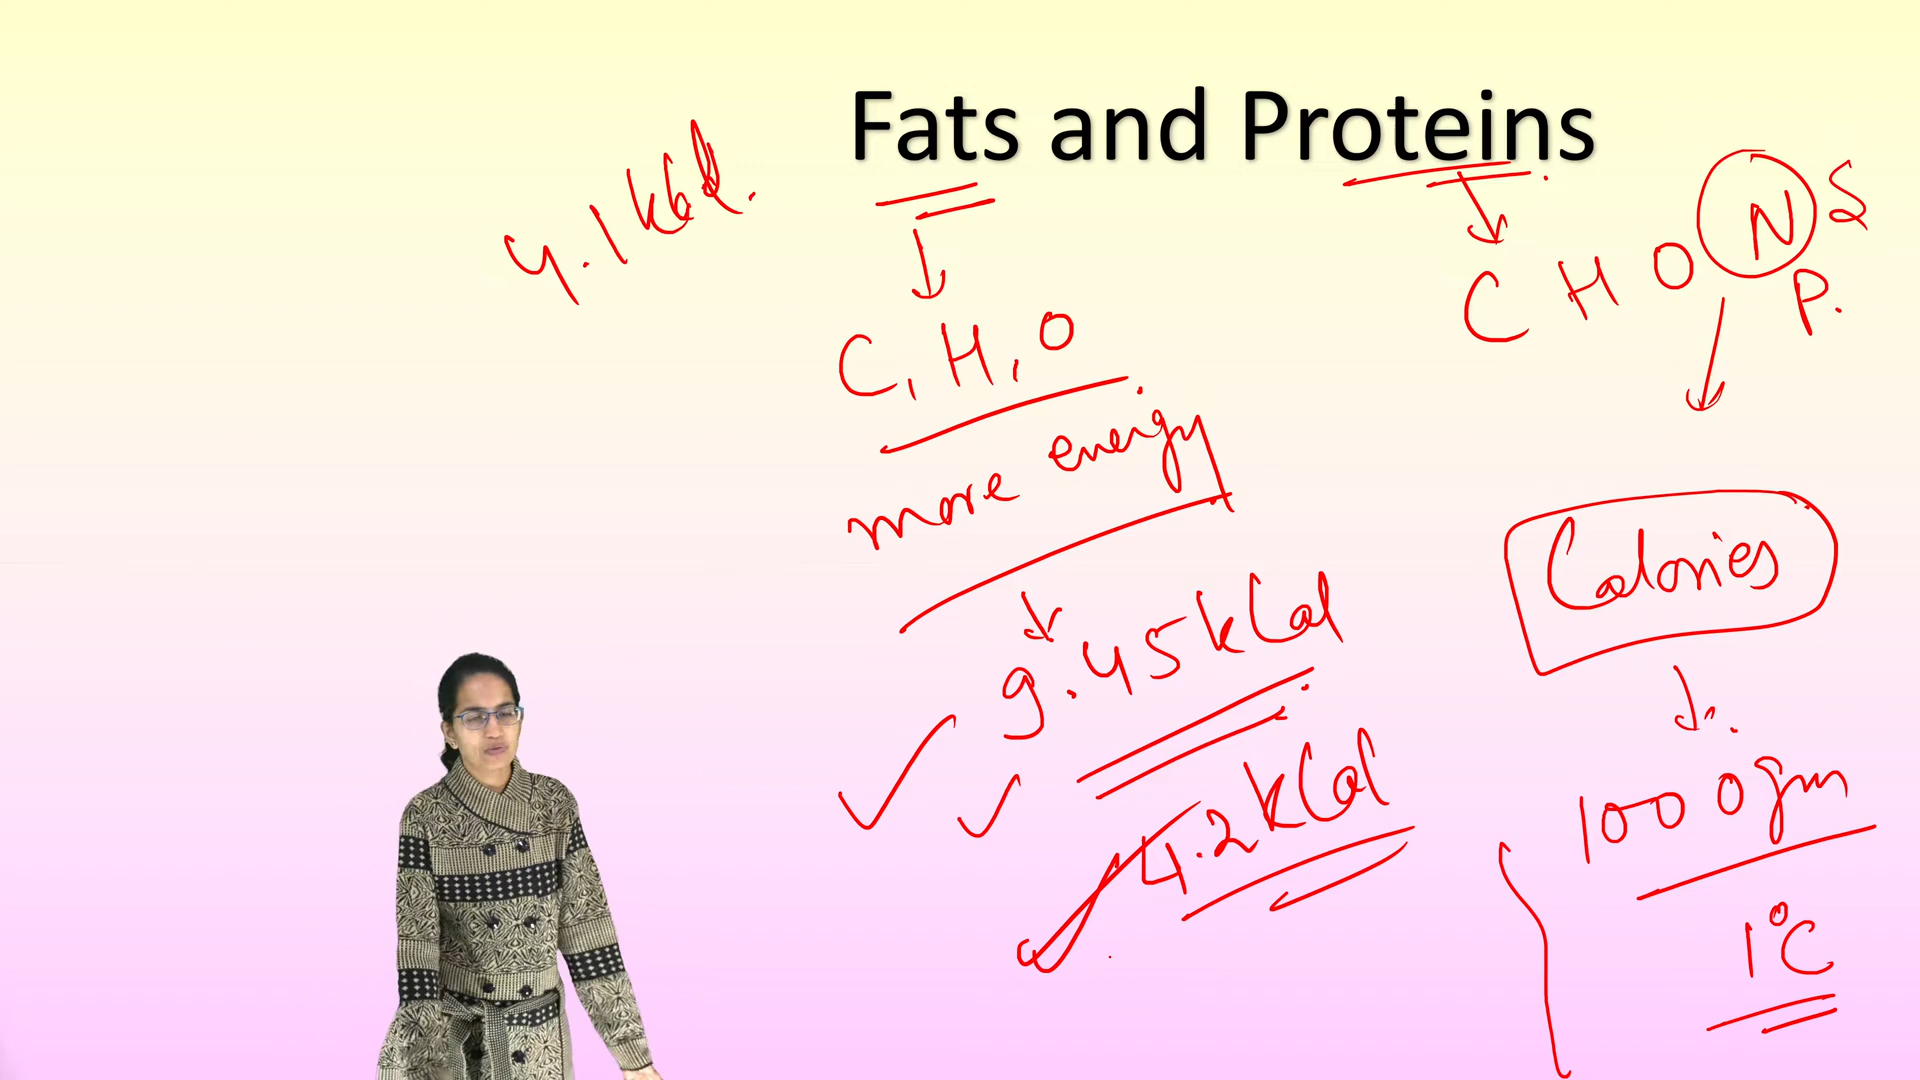 Fats and Proteins
4.1 kCal.
C, H, O
more energy
9.45 kCal
4.2 kCal
C H O N S
P.
Calories
1000 gm
1°C